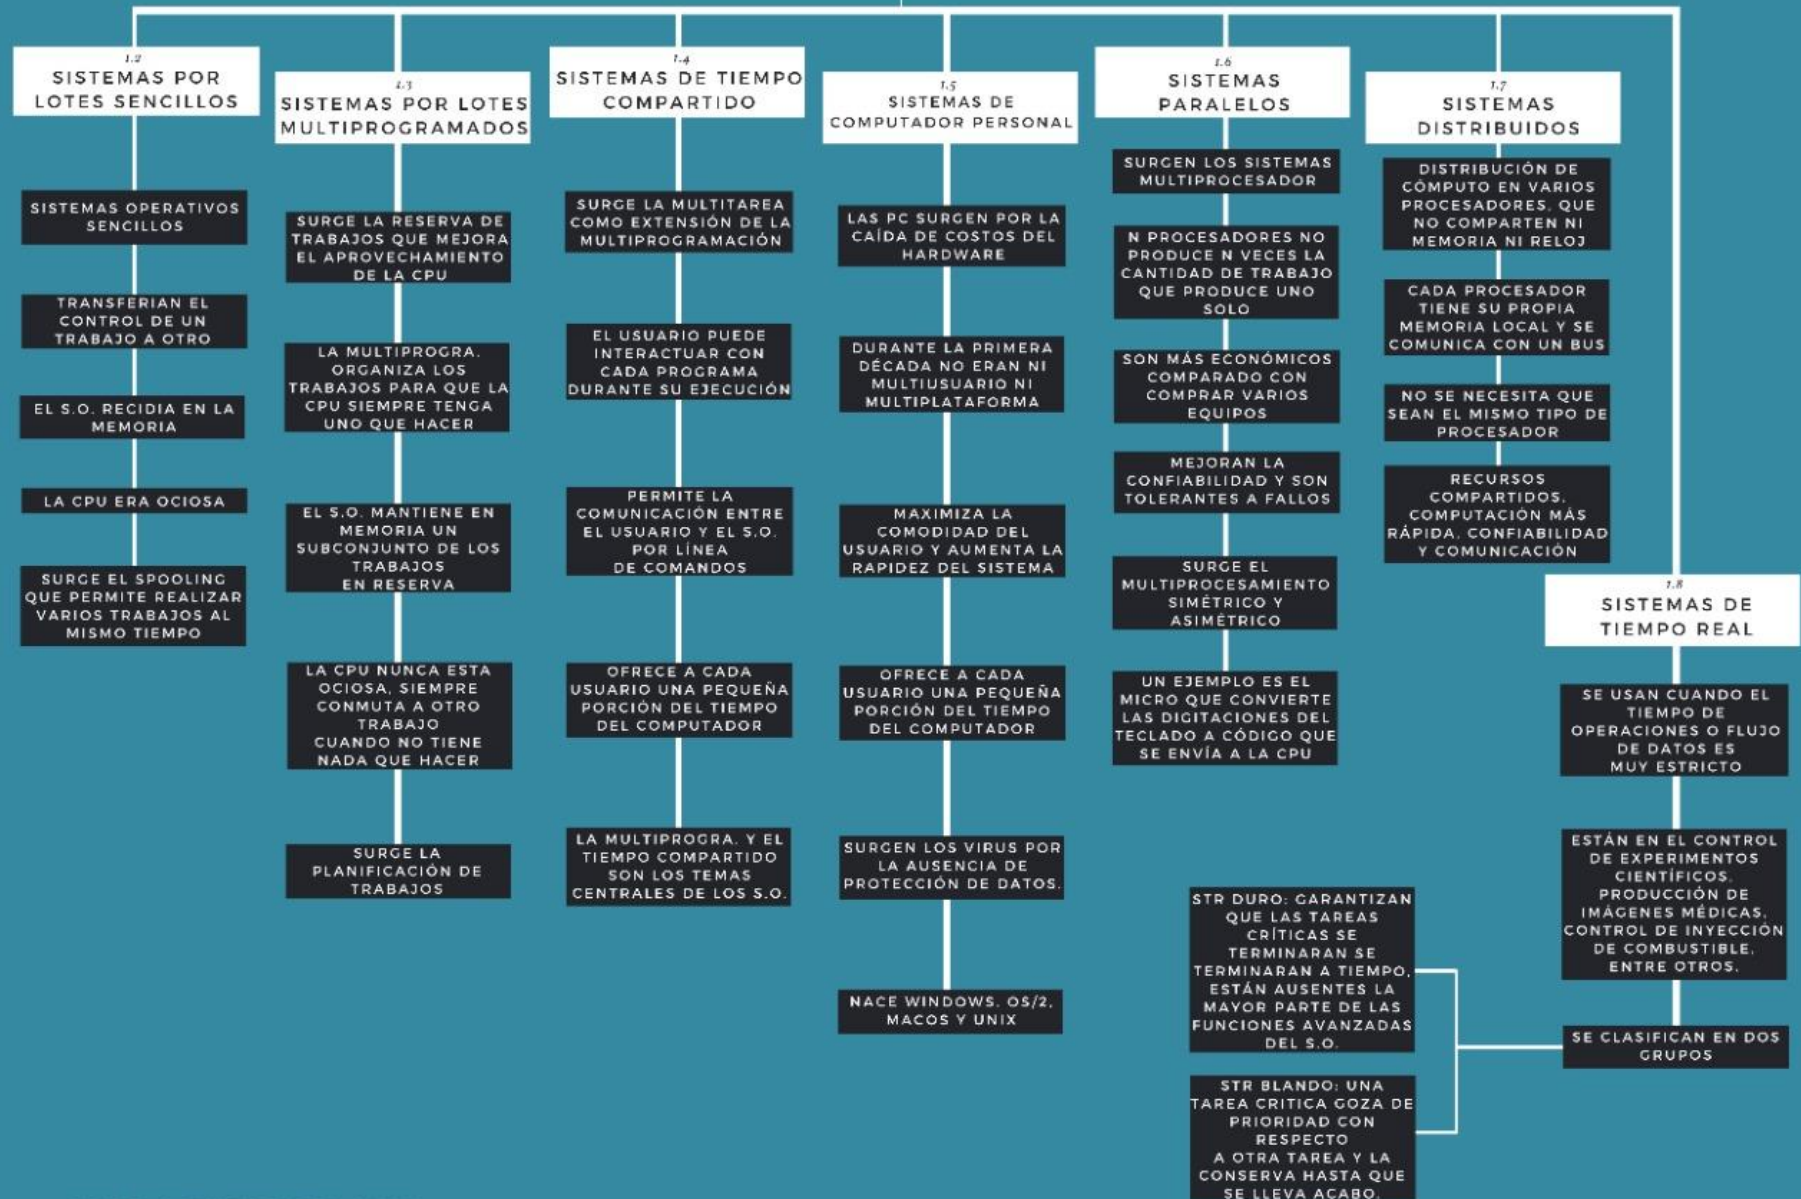 1.2
SISTEMAS POR
LOTES SENCILLOS
SISTEMAS OPERATIVOS
SENCILLOS
TRANSFERIAN EL
CONTROL DE UN
TRABAJO A OTRO
EL S.O. RECIDIA EN LA
MEMORIA
LA CPU ERA OCIOSA
SURGE EL SPOOLING
QUE PERMITE REALIZAR
VARIOS TRABAJOS AL
MISMO TIEMPO
1.3
SISTEMAS POR LOTES
MULTIPROGRAMADOS
SURGE LA RESERVA DE
TRABAJOS QUE MEJORA
EL APROVECHAMIENTO
DE LA CPU
LA MULTIPROGRA.
ORGANIZA LOS
TRABAJOS PARA QUE LA
CPU SIEMPRE TENGA
UNO QUE HACER
EL S.O. MANTIENE EN
MEMORIA UN
SUBCONJUNTO DE LOS
TRABAJOS
EN RESERVA
LA CPU NUNCA ESTA
OCIOSA, SIEMPRE
CONMUTA A OTRO
TRABAJO
CUANDO NO TIENE
NADA QUE HACER
SURGE LA
PLANIFICACIÓN DE
TRABAJOS
1.4
SISTEMAS DE TIEMPO
COMPARTIDO
SURGE LA MULTITAREA
COMO EXTENSIÓN DE LA
MULTIPROGRAMACIÓN
EL USUARIO PUEDE
INTERACTUAR CON
CADA PROGRAMA
DURANTE SU EJECUCIÓN
PERMITE LA
COMUNICACIÓN ENTRE
EL USUARIO Y EL S.O.
POR LÍNEA
DE COMANDOS
OFRECE A CADA
USUARIO UNA PEQUEÑA
PORCIÓN DEL TIEMPO
DEL COMPUTADOR
LA MULTIPROGRA. Y EL
TIEMPO COMPARTIDO
SON LOS TEMAS
CENTRALES DE LOS S.O.
1.5
SISTEMAS DE
COMPUTADOR PERSONAL
LAS PC SURGEN POR LA
CAÍDA DE COSTOS DEL
HARDWARE
DURANTE LA PRIMERA
DÉCADA NO ERAN NI
MULTIUSUARIO NI
MULTIPLATAFORMA
MAXIMIZA LA
COMODIDAD DEL
USUARIO Y AUMENTA LA
RAPIDEZ DEL SISTEMA
OFRECE A CADA
USUARIO UNA PEQUEÑA
PORCIÓN DEL TIEMPO
DEL COMPUTADOR
SURGEN LOS VIRUS POR
LA AUSENCIA DE
PROTECCIÓN DE DATOS.
NACE WINDOWS, OS/2,
MACOS Y UNIX
1.6
SISTEMAS
PARALELOS
SURGEN LOS SISTEMAS
MULTIPROCESADOR
N PROCESADORES NO
PRODUCE N VECES LA
CANTIDAD DE TRABAJO
QUE PRODUCE UNO
SOLO
SON MÁS ECONÓMICOS
COMPARADO CON
COMPRAR VARIOS
EQUIPOS
MEJORAN LA
CONFIABILIDAD Y SON
TOLERANTES A FALLOS
SURGE EL
MULTIPROCESAMIENTO
SIMÉTRICO Y
ASIMÉTRICO
UN EJEMPLO ES EL
MICRO QUE CONVIERTE
LAS DIGITACIONES DEL
TECLADO A CÓDIGO QUE
SE ENVÍA A LA CPU
1.7
SISTEMAS
DISTRIBUIDOS
DISTRIBUCIÓN DE
CÓMPUTO EN VARIOS
PROCESADORES, QUE
NO COMPARTEN NI
MEMORIA NI RELOJ
CADA PROCESADOR
TIENE SU PROPIA
MEMORIA LOCAL Y SE
COMUNICA CON UN BUS
NO SE NECESITA QUE
SEAN EL MISMO TIPO DE
PROCESADOR
RECURSOS
COMPARTIDOS,
COMPUTACIÓN MÁS
RÁPIDA, CONFIABILIDAD
Y COMUNICACIÓN
1.8
SISTEMAS DE
TIEMPO REAL
SE USAN CUANDO EL
TIEMPO DE
OPERACIONES O FLUJO
DE DATOS ES
MUY ESTRICTO
ESTÁN EN EL CONTROL
DE EXPERIMENTOS
CIENTÍFICOS,
PRODUCCIÓN DE
IMÁGENES MÉDICAS,
CONTROL DE INYECCIÓN
DE COMBUSTIBLE,
ENTRE OTROS.
SE CLASIFICAN EN DOS
GRUPOS
STR DURO: GARANTIZAN
QUE LAS TAREAS
CRÍTICAS SE
TERMINARAN SE
TERMINARAN A TIEMPO,
ESTÁN AUSENTES LA
MAYOR PARTE DE LAS
FUNCIONES AVANZADAS
DEL S.O.
STR BLANDO: UNA
TAREA CRITICA GOZA DE
PRIORIDAD CON
RESPECTO
A OTRA TAREA Y LA
CONSERVA HASTA QUE
SE LLEVA ACABO.